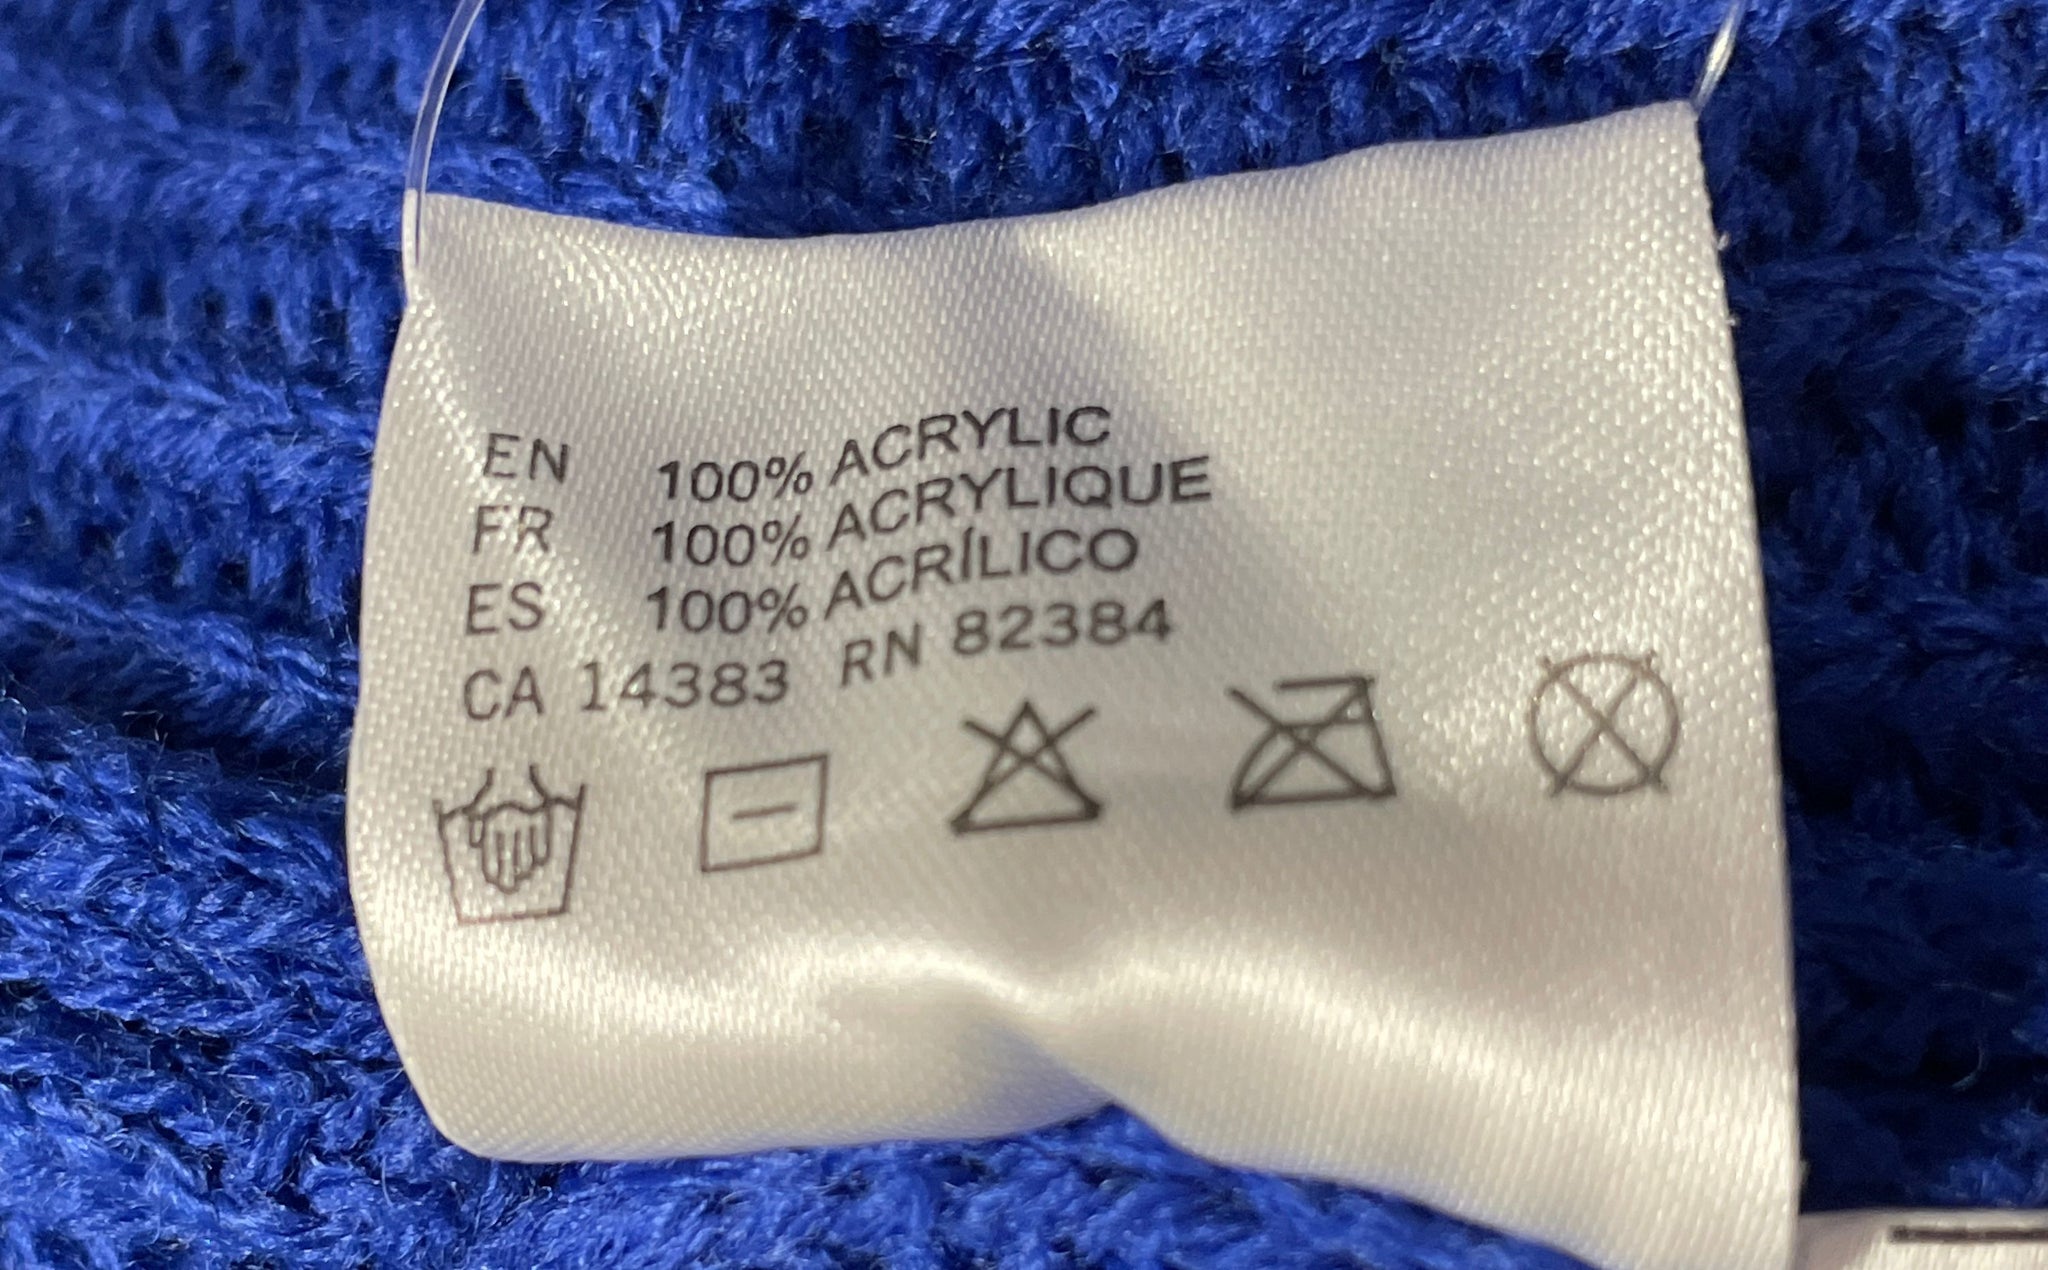 EN 100% ACRYLIC
FR 100% ACRYLIQUE
ES 100% ACRÍLICO
CA 14383 RN 82384